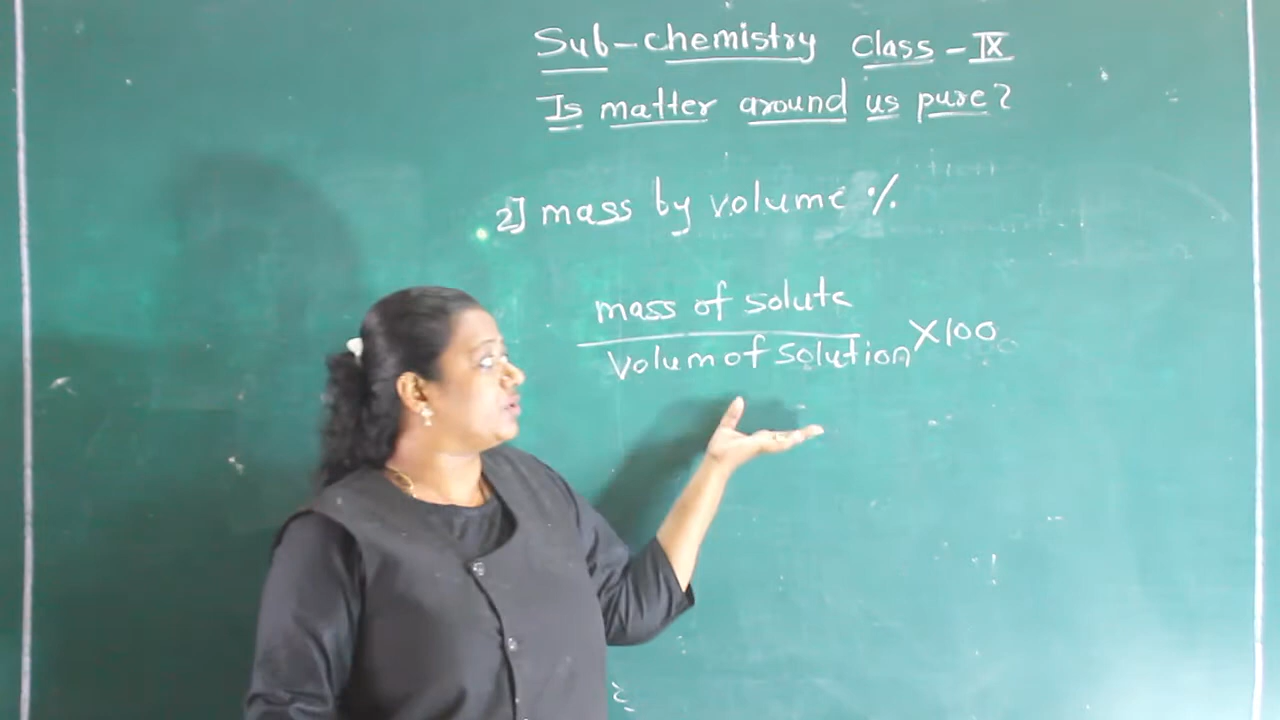 Sub-chemistry Class-IX
Is matter around us pure?
2] mass by volume %
mass of solute
Volum of solution X100